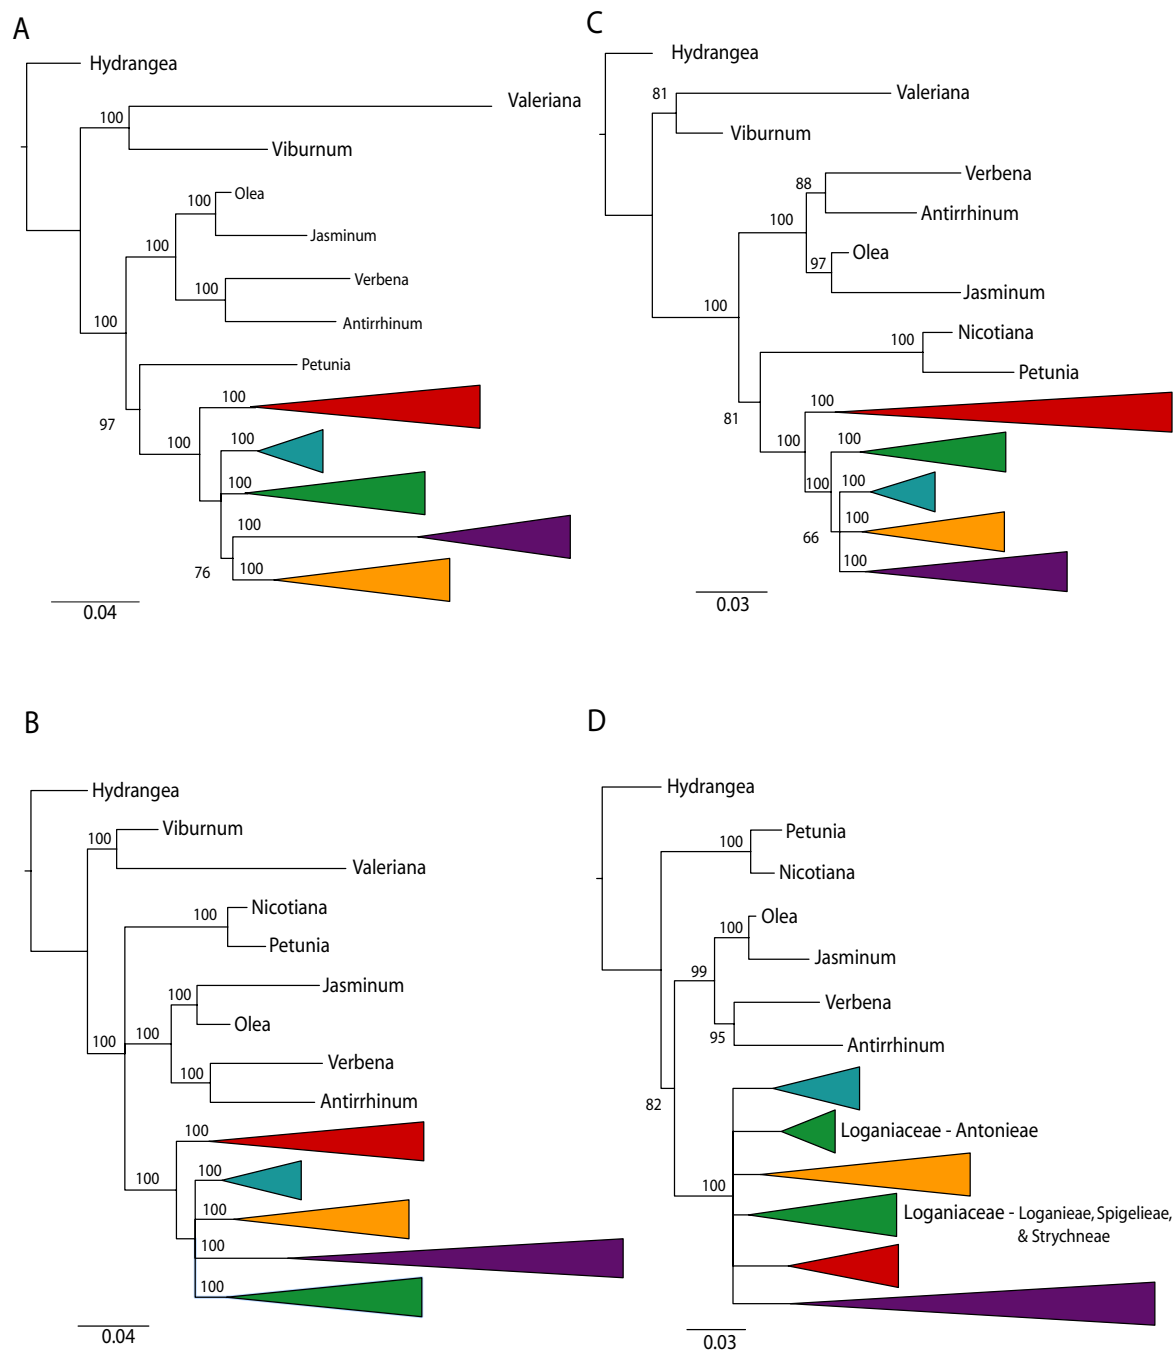 A
Hydrangea
100
Valeriana
Viburnum
100
Olea
100
Jasminum
100
Verbena
100
Antirrhinum
100
Petunia
97
100
100
100
100
100
76
100
0.04
C
Hydrangea
81
Valeriana
Viburnum
88
Verbena
100
Antirrhinum
97
Olea
Jasminum
100
100
Nicotiana
Petunia
81
100
100
100
100
100
66
100
100
0.03
B
Hydrangea
100
Viburnum
Valeriana
100
Nicotiana
Petunia
100
Jasminum
100
100
Olea
100
Verbena
Antirrhinum
100
100
100
100
100
100
0.04
D
Hydrangea
100
Petunia
Nicotiana
100
Olea
99
Jasminum
95
Verbena
Antirrhinum
82
Loganiaceae - Antonieae
100
Loganiaceae - Loganieae, Spigelieae,
& Strychneae
0.03